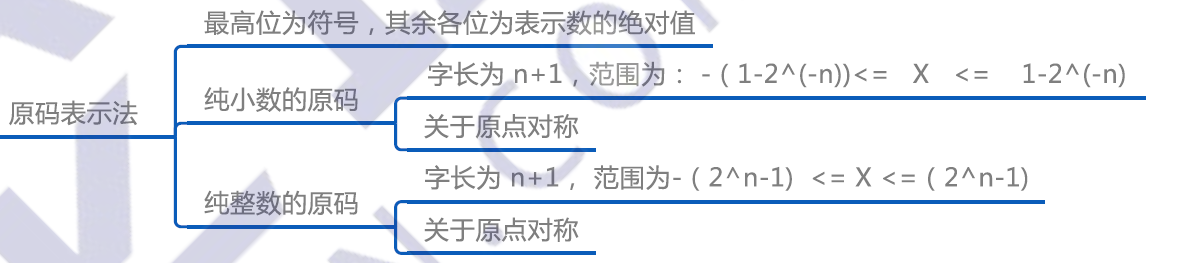 最高位为符号，其余各位为表示数的绝对值
字长为 n+1，范围为： -（1-2^(-n))<= X <= 1-2^(-n)
纯小数的原码
原码表示法
关于原点对称
字长为 n+1， 范围为-（2^n-1) <= X <=（2^n-1)
纯整数的原码
关于原点对称